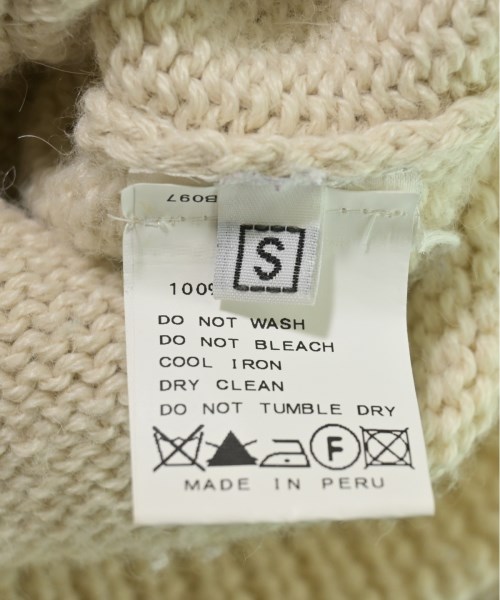 B097
S
100%
DO NOT WASH
DO NOT BLEACH
COOL IRON
DRY CLEAN
DO NOT TUMBLE DRY
F
MADE IN PERU